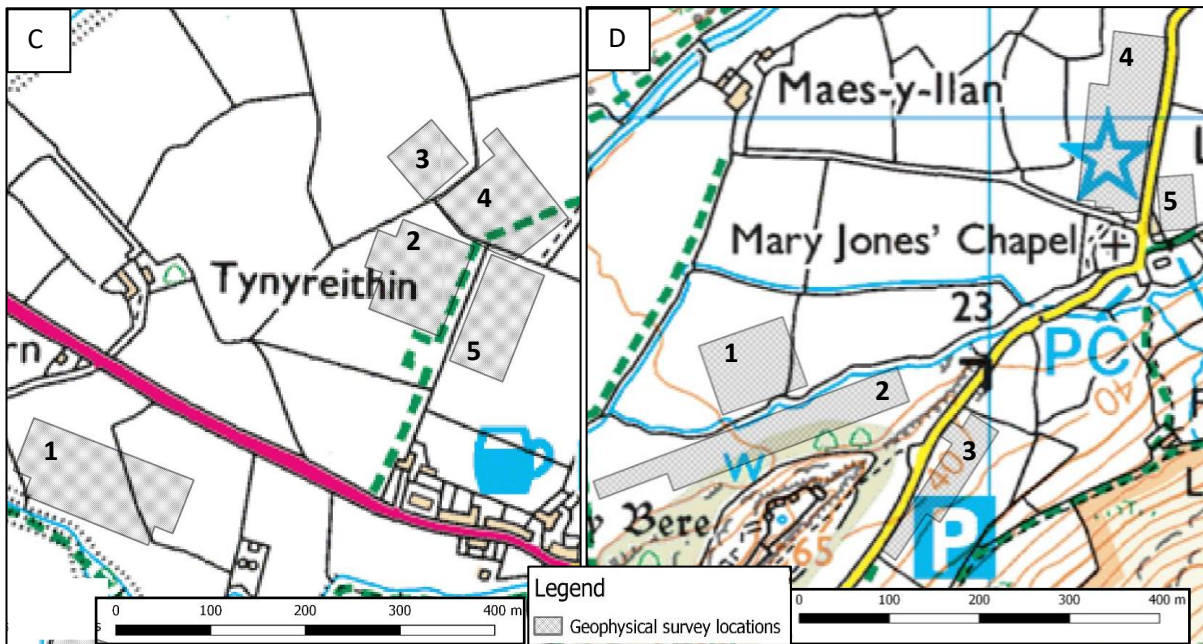 C
3
4
2
Tynyreithin
5
rn
1
0 100 200 300 400 m
s
D
4
Maes-y-llan
L
5
Mary Jones' Chapel
23
PC
1
2
40
3
W
40
y Bere
65
P
L
Legend
Geophysical survey locations
0 100 200 300 400 m